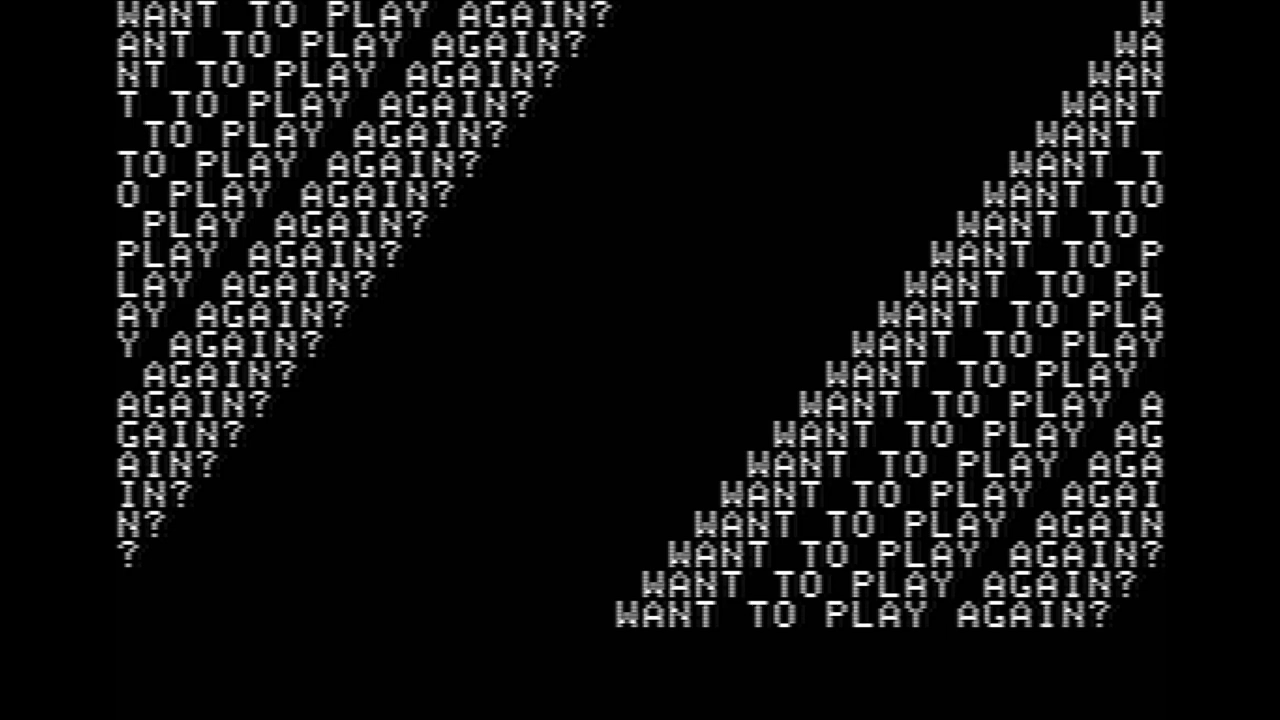 WANT TO PLAY AGAIN? W
ANT TO PLAY AGAIN? WA
NT TO PLAY AGAIN? WAN
T TO PLAY AGAIN? WANT
TO PLAY AGAIN? WANT
TO PLAY AGAIN? WANT T
O PLAY AGAIN? WANT TO
PLAY AGAIN? WANT TO
PLAY AGAIN? WANT TO P
LAY AGAIN? WANT TO PL
AY AGAIN? WANT TO PLA
Y AGAIN? WANT TO PLAY
AGAIN? WANT TO PLAY
AGAIN? WANT TO PLAY A
GAIN? WANT TO PLAY AG
AIN? WANT TO PLAY AGA
IN? WANT TO PLAY AGAI
N? WANT TO PLAY AGAIN
? WANT TO PLAY AGAIN?
WANT TO PLAY AGAIN?
WANT TO PLAY AGAIN?